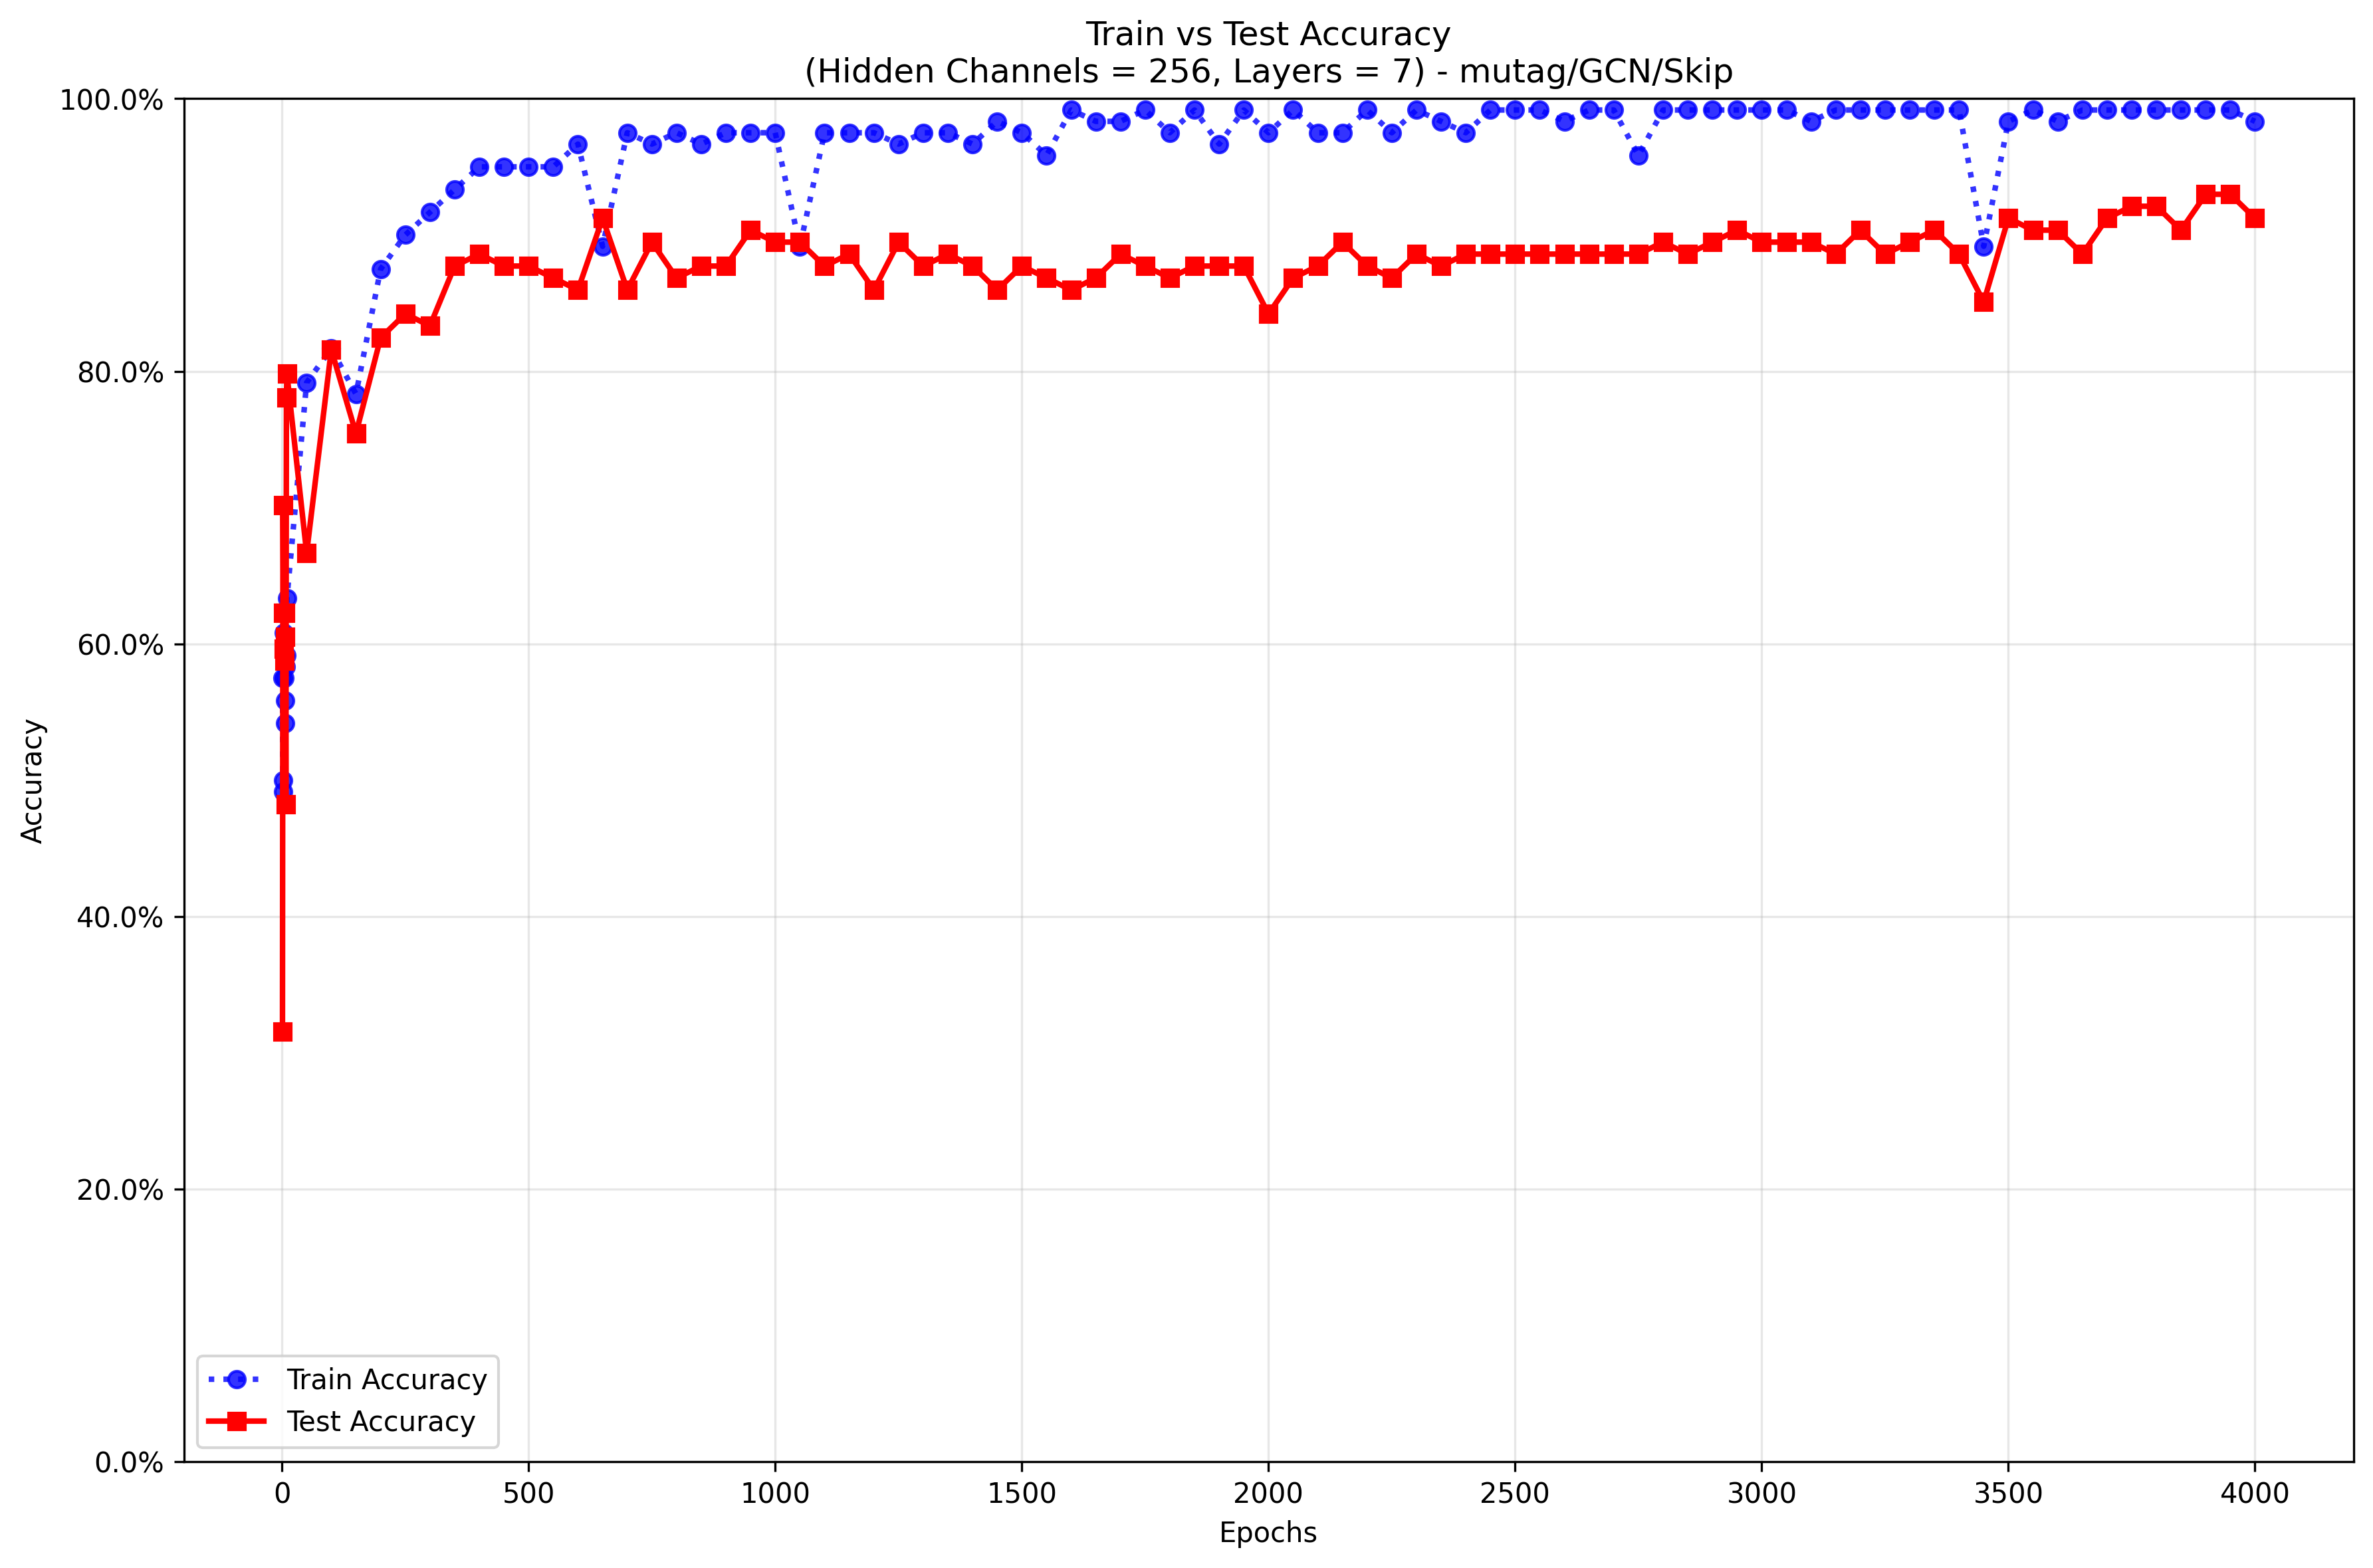 Train vs Test Accuracy
(Hidden Channels = 256, Layers = 7) - mutag/GCN/Skip
100.0%
80.0%
60.0%
40.0%
20.0%
0.0%
Accuracy
Train Accuracy
Test Accuracy
0 500 1000 1500 2000 2500 3000 3500 4000
Epochs